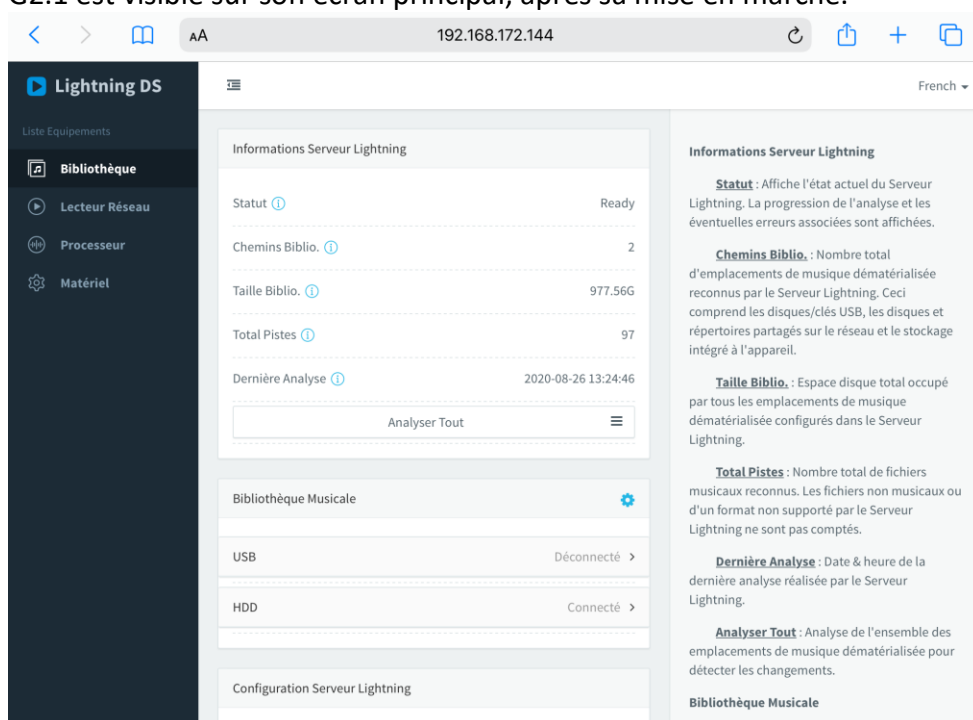 G2.1 est visible sur son écran principal, après sa mise en marche.
AA 192.168.172.144
Lightning DS
French
Liste Equipements
Bibliothèque
Lecteur Réseau
Processeur
Matériel
Informations Serveur Lightning
Statut Ready
Chemins Biblio. 2
Taille Biblio. 977.56G
Total Pistes 97
Dernière Analyse 2020-08-26 13:24:46
Analyser Tout
Bibliothèque Musicale
USB Déconnecté
HDD Connecté
Configuration Serveur Lightning
Informations Serveur Lightning
Statut : Affiche l'état actuel du Serveur
Lightning. La progression de l'analyse et les
éventuelles erreurs associées sont affichées.
Chemins Biblio. : Nombre total
d'emplacements de musique dématérialisée
reconnus par le Serveur Lightning. Ceci
comprend les disques/clés USB, les disques et
répertoires partagés sur le réseau et le stockage
intégré à l'appareil.
Taille Biblio. : Espace disque total occupé
par tous les emplacements de musique
dématérialisée configurés dans le Serveur
Lightning.
Total Pistes : Nombre total de fichiers
musicaux reconnus. Les fichiers non musicaux ou
d'un format non supporté par le Serveur
Lightning ne sont pas comptés.
Dernière Analyse : Date & heure de la
dernière analyse réalisée par le Serveur
Lightning.
Analyser Tout : Analyse de l'ensemble des
emplacements de musique dématérialisée pour
détecter les changements.
Bibliothèque Musicale